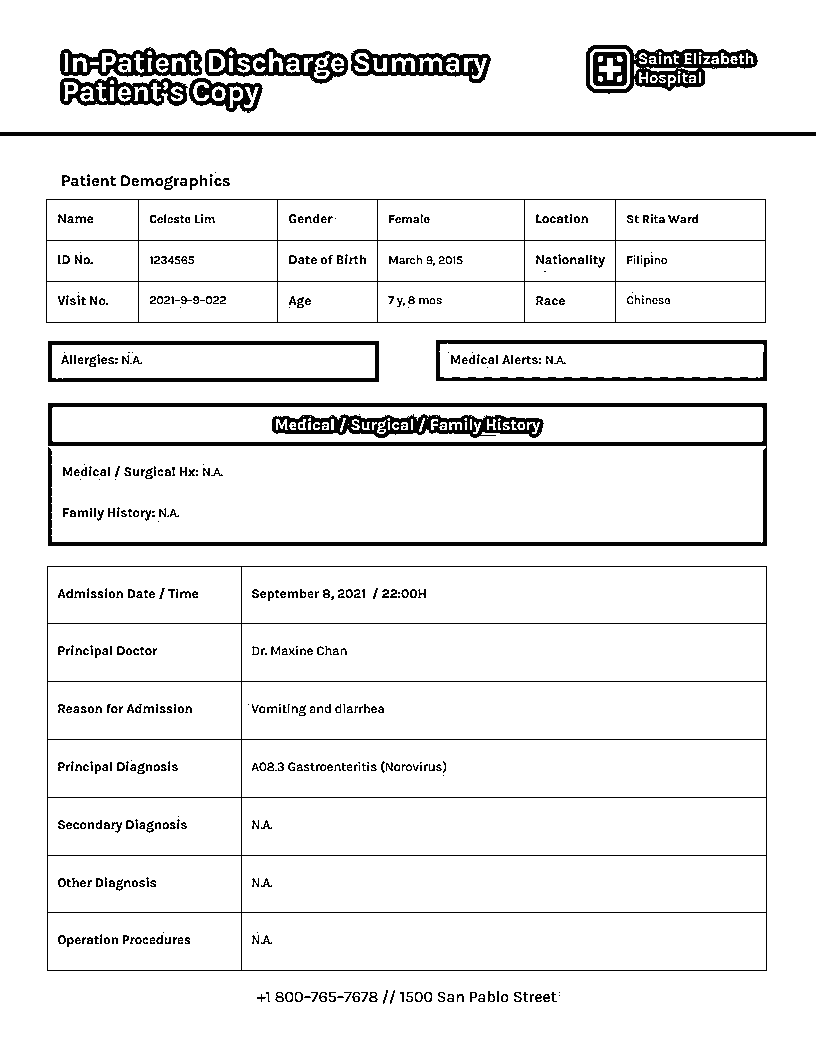 In-Patient Discharge Summary
Patient's Copy
Saint Elizabeth
Hospital
Patient Demographics
Name Celeste Lim Gender Female Location St Rita Ward
ID No. 1234565 Date of Birth March 9, 2015 Nationality Filipino
Visit No. 2021-9-9-022 Age 7 y, 8 mos Race Chinese
Allergies: N.A. Medical Alerts: N.A.
Medical / Surgical / Family History
Medical / Surgical Hx: N.A.
Family History: N.A.
Admission Date / Time September 8, 2021 / 22:00H
Principal Doctor Dr. Maxine Chan
Reason for Admission Vomiting and diarrhea
Principal Diagnosis A08.3 Gastroenteritis (Norovirus)
Secondary Diagnosis N.A.
Other Diagnosis N.A.
Operation Procedures N.A.
+1 800-765-7678 // 1500 San Pablo Street